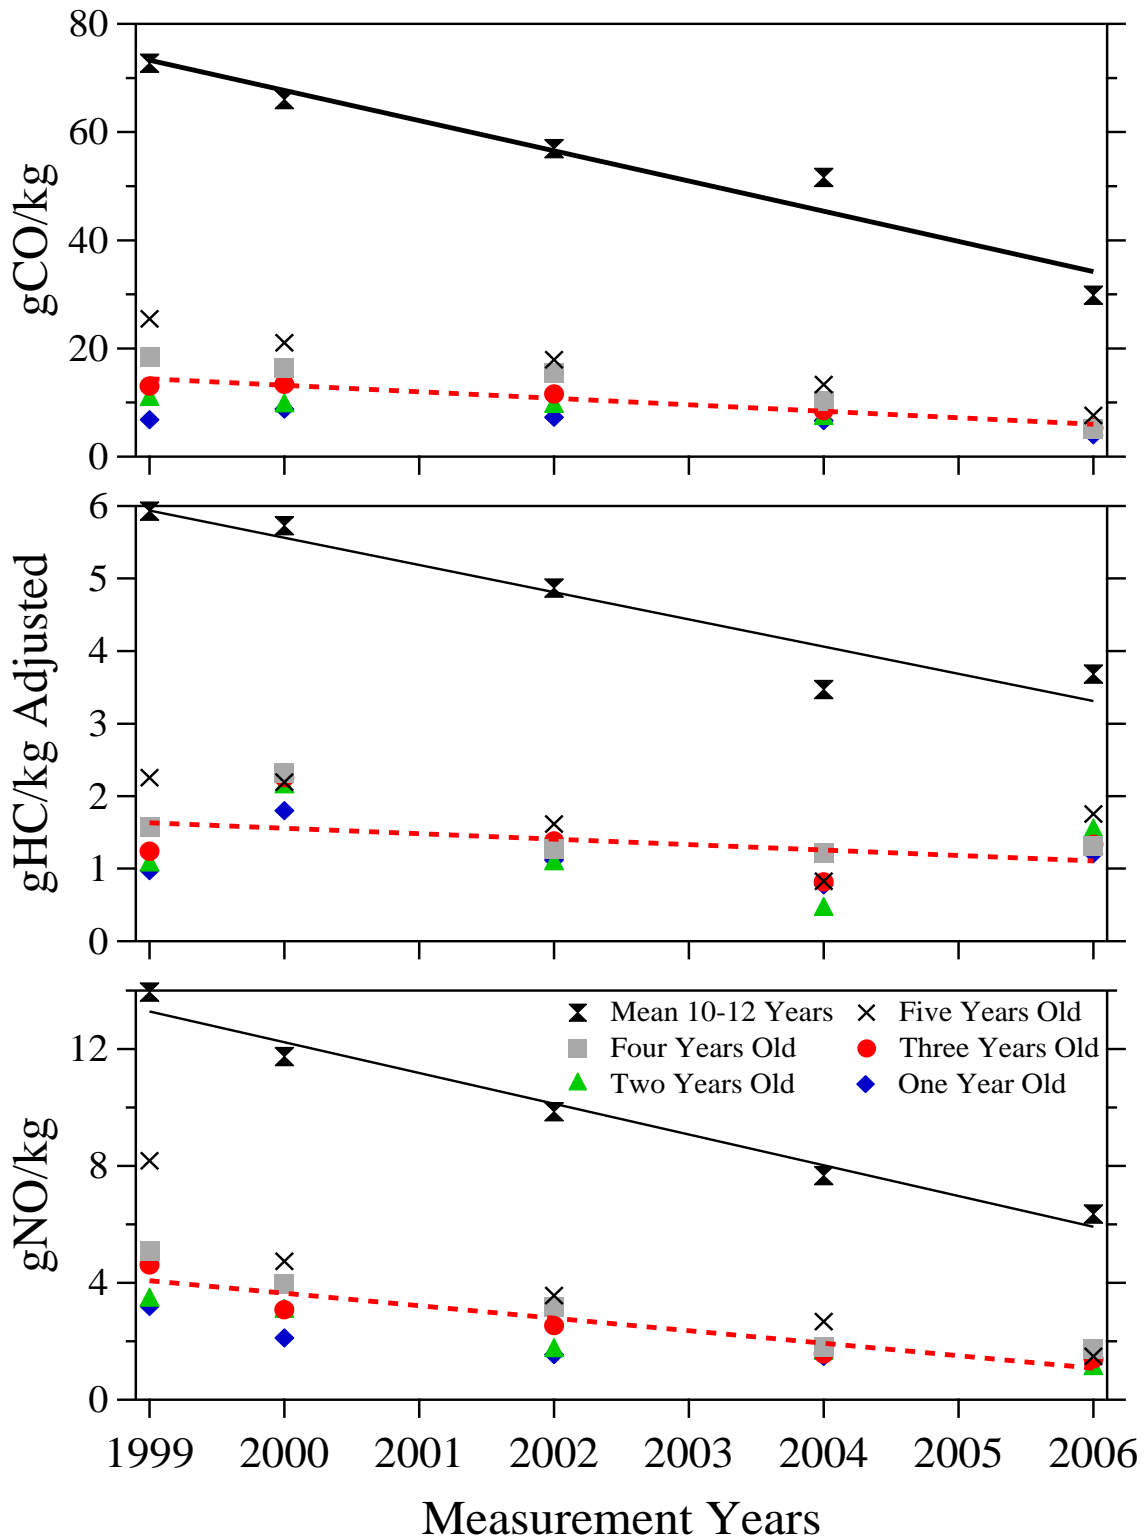 80
60
40
20
0
gCO/kg
6
5
4
3
2
1
0
gHC/kg Adjusted
Mean 10-12 Years
Five Years Old
Four Years Old
Three Years Old
Two Years Old
One Year Old
12
8
4
0
gNO/kg
1999 2000 2001 2002 2003 2004 2005 2006
Measurement Years